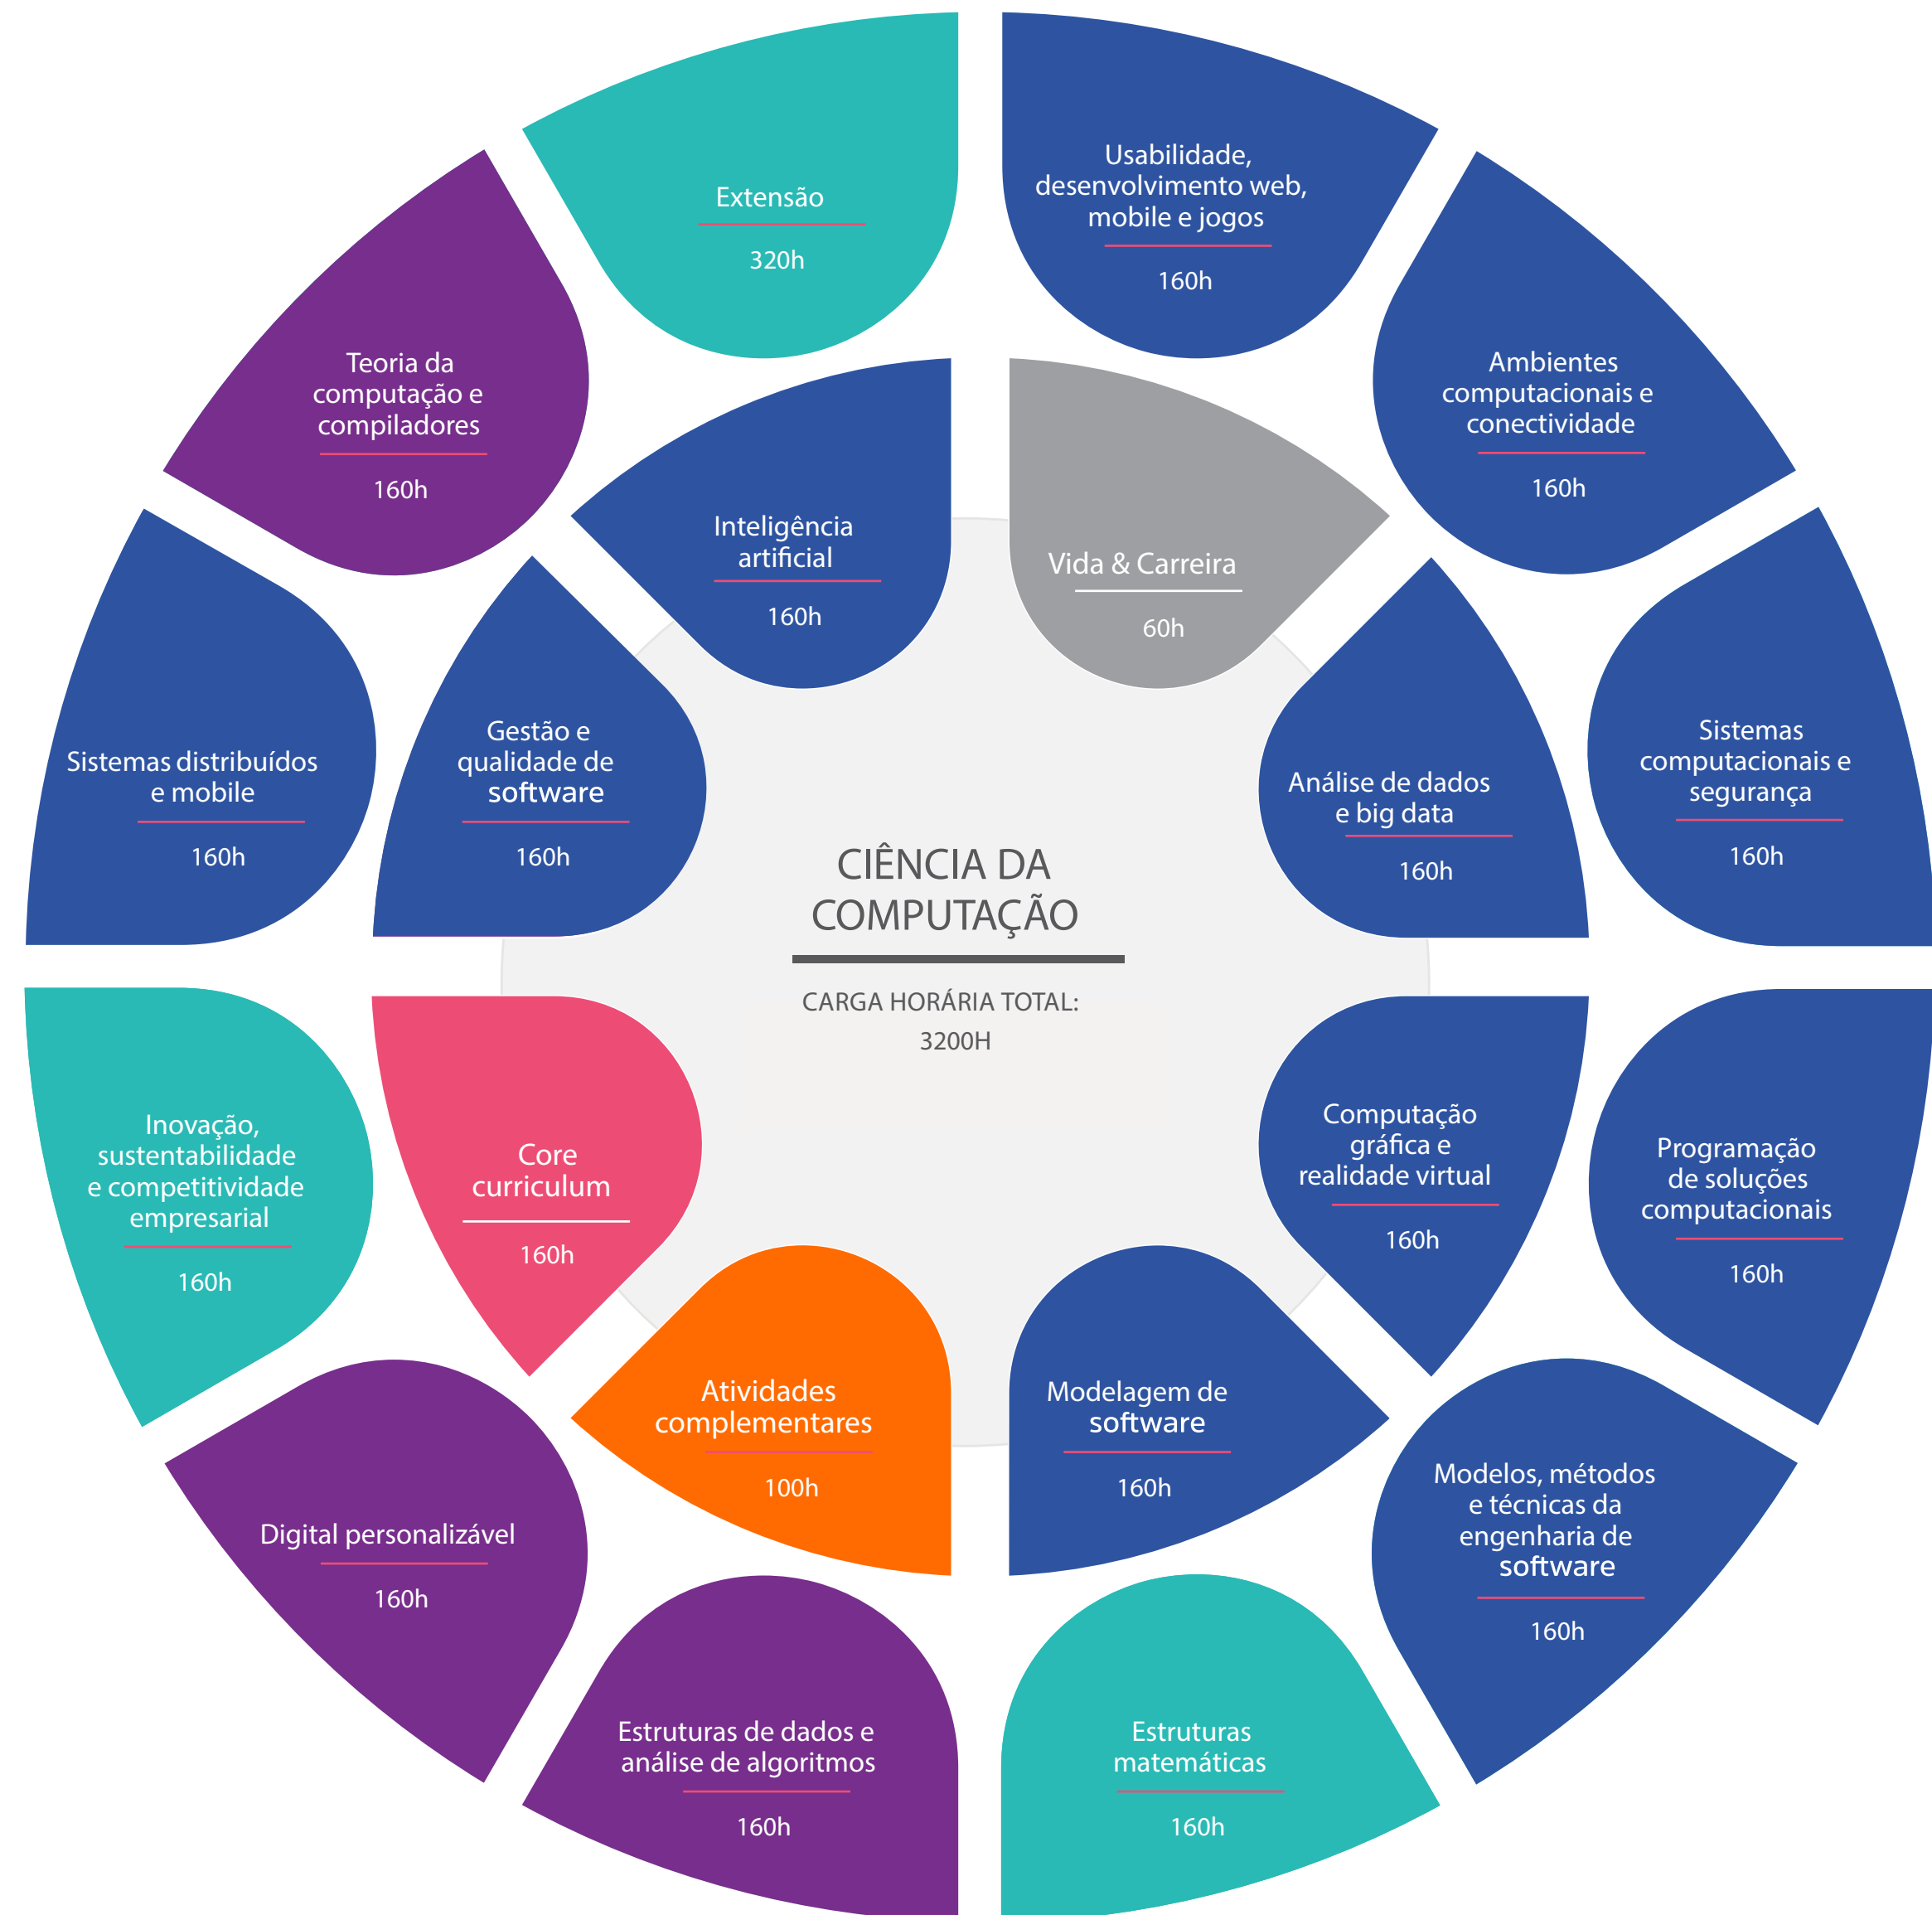 Extensão
320h
Usabilidade,
desenvolvimento web,
mobile e jogos
160h
Teoria da
computação e
compiladores
160h
Ambientes
computacionais e
conectividade
160h
Inteligência
artificial
160h
Vida & Carreira
60h
Sistemas distribuídos
e mobile
160h
Gestão e
qualidade de
software
160h
Análise de dados
e big data
160h
Sistemas
computacionais e
segurança
160h
CIÊNCIA DA
COMPUTAÇÃO
CARGA HORÁRIA TOTAL:
3200H
Inovação,
sustentabilidade
e competitividade
empresarial
160h
Core
curriculum
160h
Computação
gráfica e
realidade virtual
160h
Programação
de soluções
computacionais
160h
Atividades
complementares
100h
Modelagem de
software
160h
Digital personalizável
160h
Modelos, métodos
e técnicas da
engenharia de
software
160h
Estruturas de dados e
análise de algoritmos
160h
Estruturas
matemáticas
160h